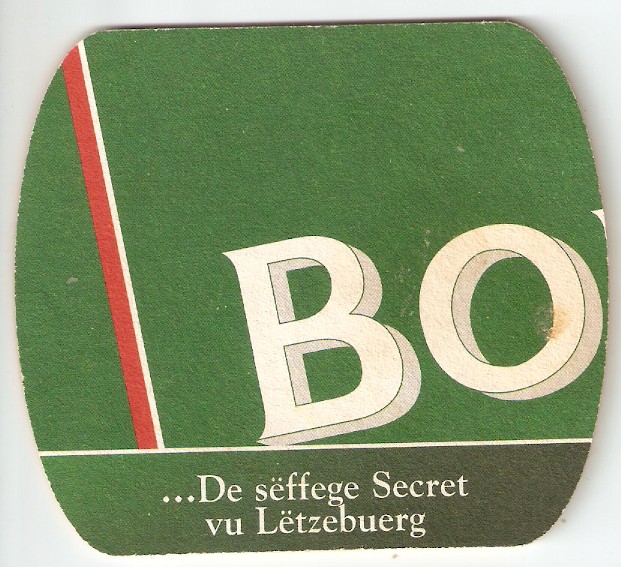 BO
...De sëffege Secret
vu Lëtzebuerg